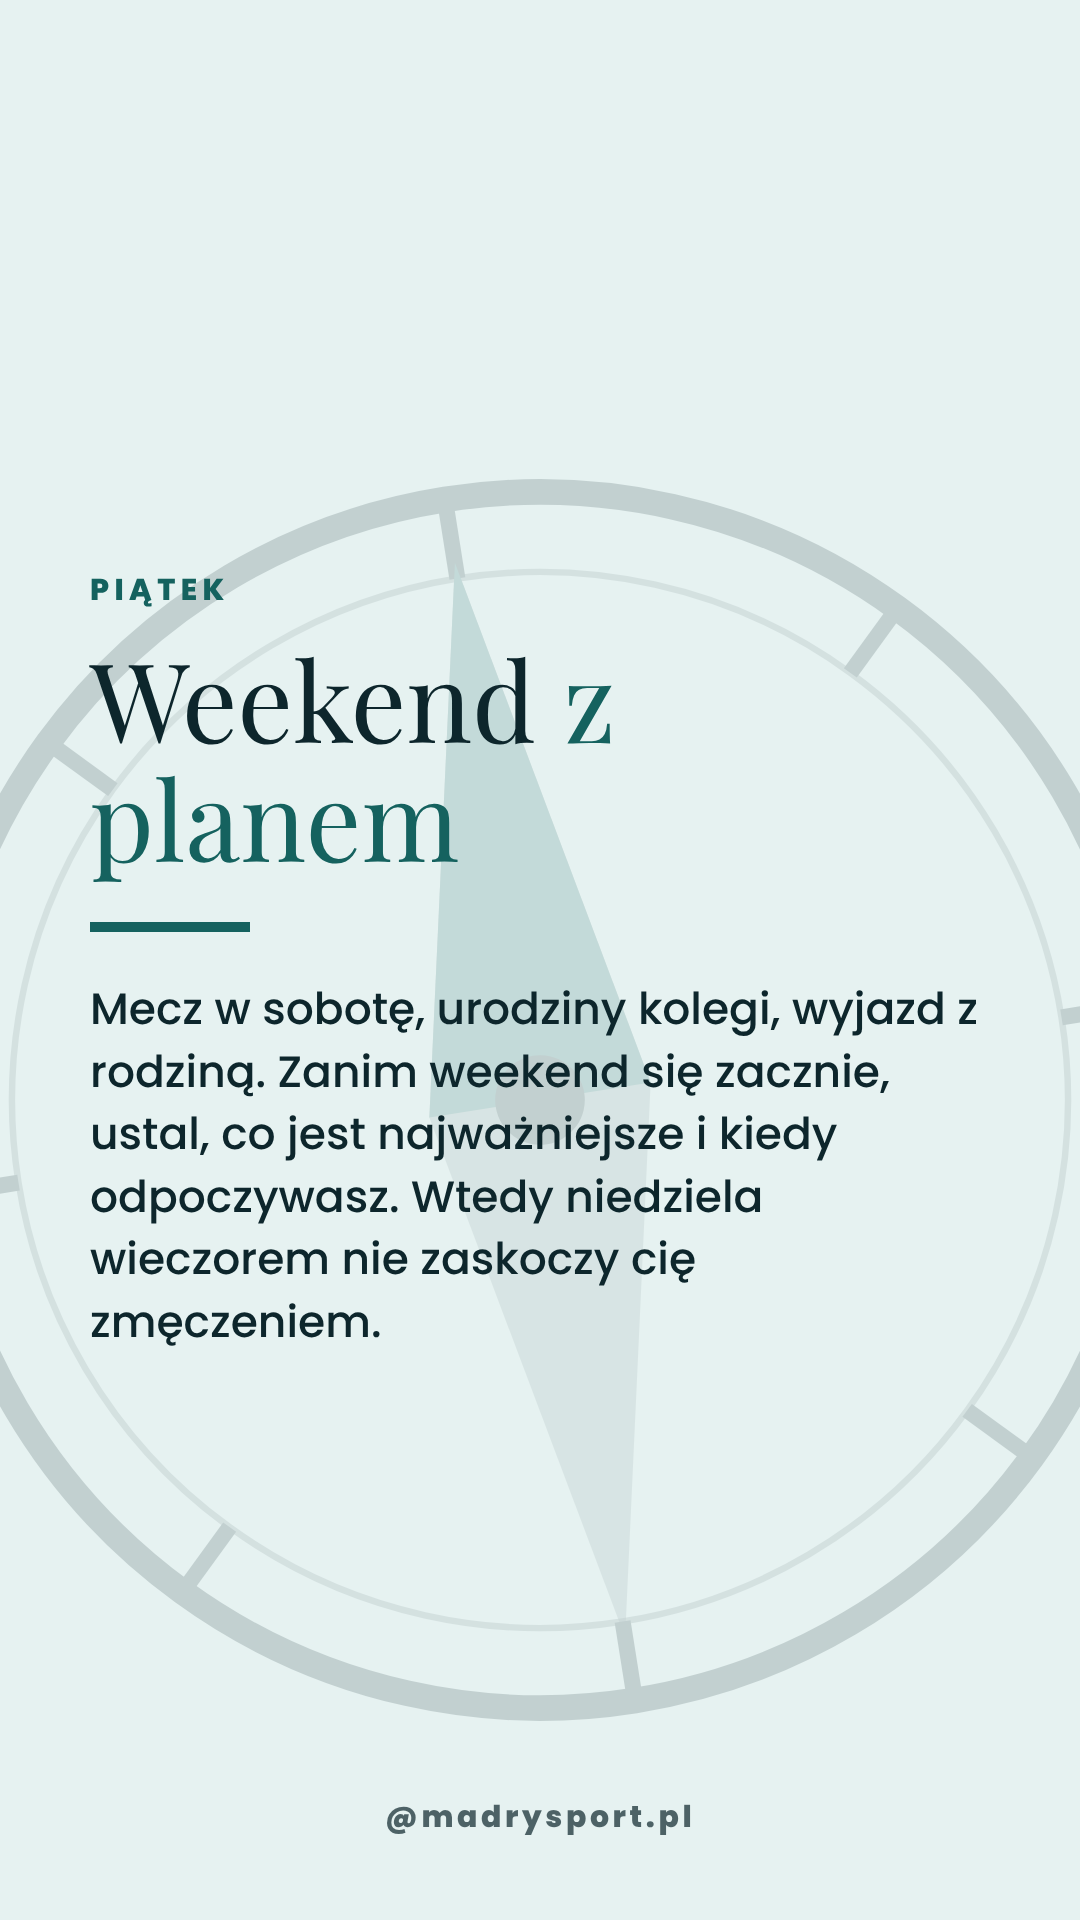 PIĄTEK
Weekend z
planem
Mecz w sobotę, urodziny kolegi, wyjazd z
rodziną. Zanim weekend się zacznie,
ustal, co jest najważniejsze i kiedy
odpoczywasz. Wtedy niedziela
wieczorem nie zaskoczy cię
zmęczeniem.
@madrysport.pl